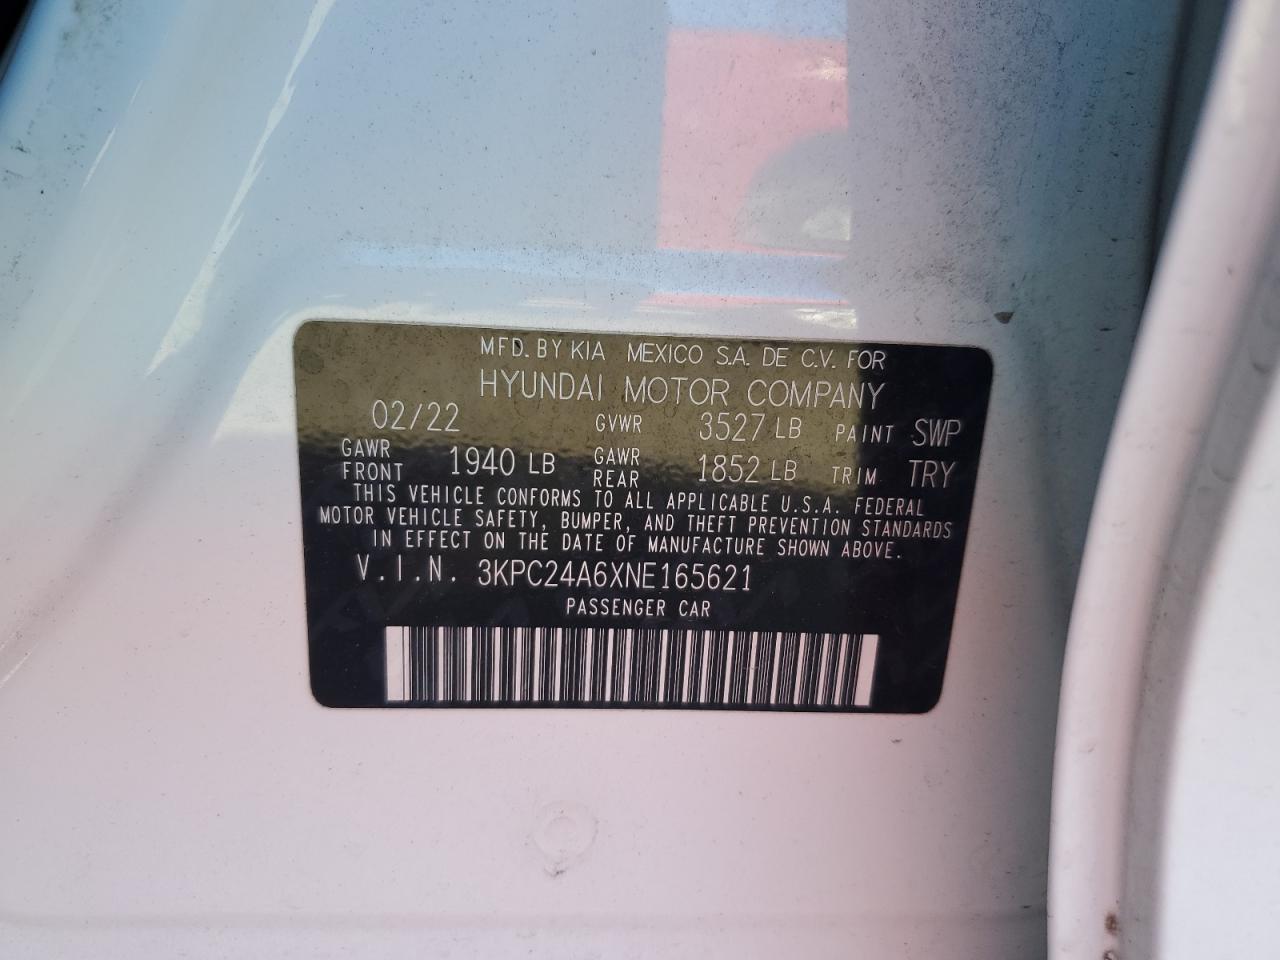 MFD. BY KIA MEXICO S.A. DE C.V. FOR
HYUNDAI MOTOR COMPANY
02/22 GVWR 3527 LB PAINT SWP
GAWR FRONT 1940 LB GAWR REAR 1852 LB TRIM TRY
THIS VEHICLE CONFORMS TO ALL APPLICABLE U.S.A. FEDERAL
MOTOR VEHICLE SAFETY, BUMPER, AND THEFT PREVENTION STANDARDS
IN EFFECT ON THE DATE OF MANUFACTURE SHOWN ABOVE.
V.I.N. 3KPC24A6XNE165621
PASSENGER CAR